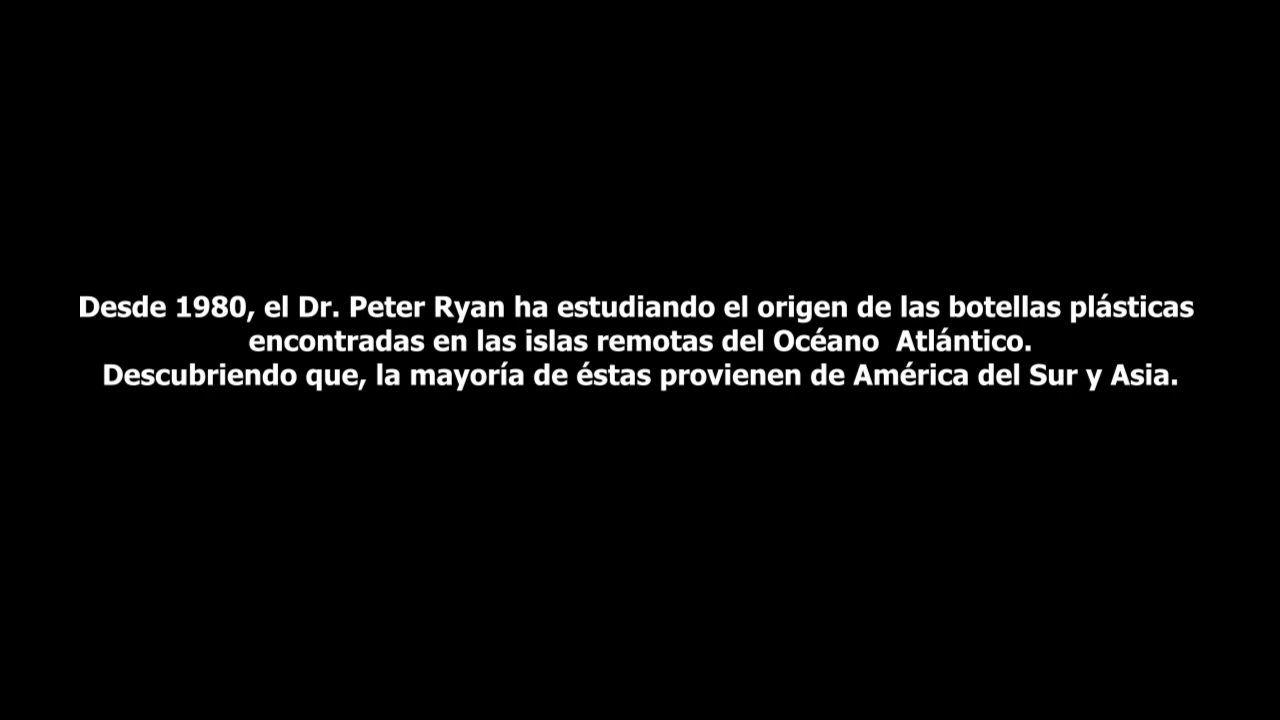 Desde 1980, el Dr. Peter Ryan ha estudiando el origen de las botellas plásticas
encontradas en las islas remotas del Océano  Atlántico.
Descubriendo que, la mayoría de éstas provienen de América del Sur y Asia.